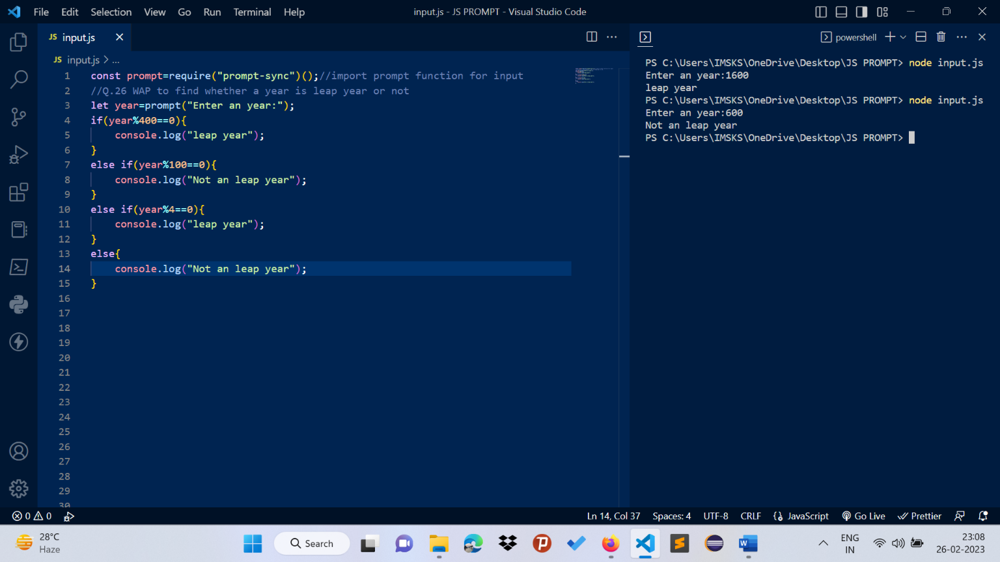 File Edit Selection View Go Run Terminal Help
input.js - JS PROMPT - Visual Studio Code
JS input.js
JS input.js > ...
1 const prompt=require("prompt-sync")();//import prompt function for input
2 //Q.26 WAP to find whether a year is leap year or not
3 let year=prompt("Enter an year:");
4 if(year%400==0){
5 console.log("leap year");
6 }
7 else if(year%100==0){
8 console.log("Not an leap year");
9 }
10 else if(year%4==0){
11 console.log("leap year");
12 }
13 else{
14 console.log("Not an leap year");
15 }
16
17
18
19
20
21
22
23
24
25
26
27
28
29
30
powershell
PS C:\Users\IMSKS\OneDrive\Desktop\JS PROMPT> node input.js
Enter an year:1600
leap year
PS C:\Users\IMSKS\OneDrive\Desktop\JS PROMPT> node input.js
Enter an year:600
Not an leap year
PS C:\Users\IMSKS\OneDrive\Desktop\JS PROMPT>
0 0 Ln 14, Col 37 Spaces: 4 UTF-8 CRLF JavaScript Go Live Prettier
28°C
Haze
Search
ENG
IN
23:08
26-02-2023